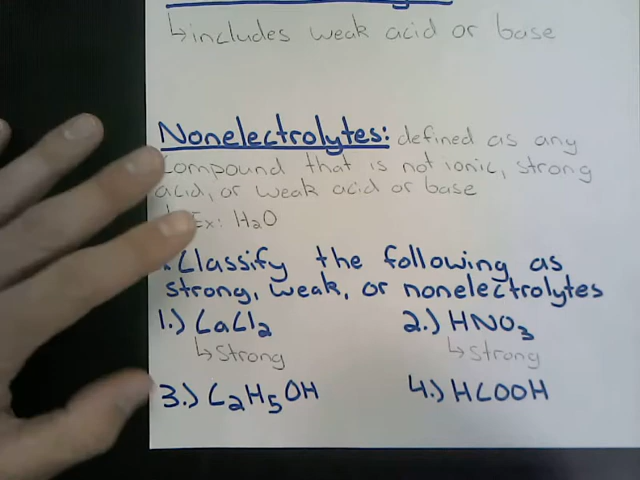 ↳includes weak acid or base
Nonelectrolytes: defined as any
compound that is not ionic, strong
acid, or weak acid or base
Ex: H₂O
Classify the following as
strong, weak, or nonelectrolytes
1.) CaCl₂ 2.) HNO₃
↳Strong ↳Strong
3.) C₂H₅OH 4.) HCOOH